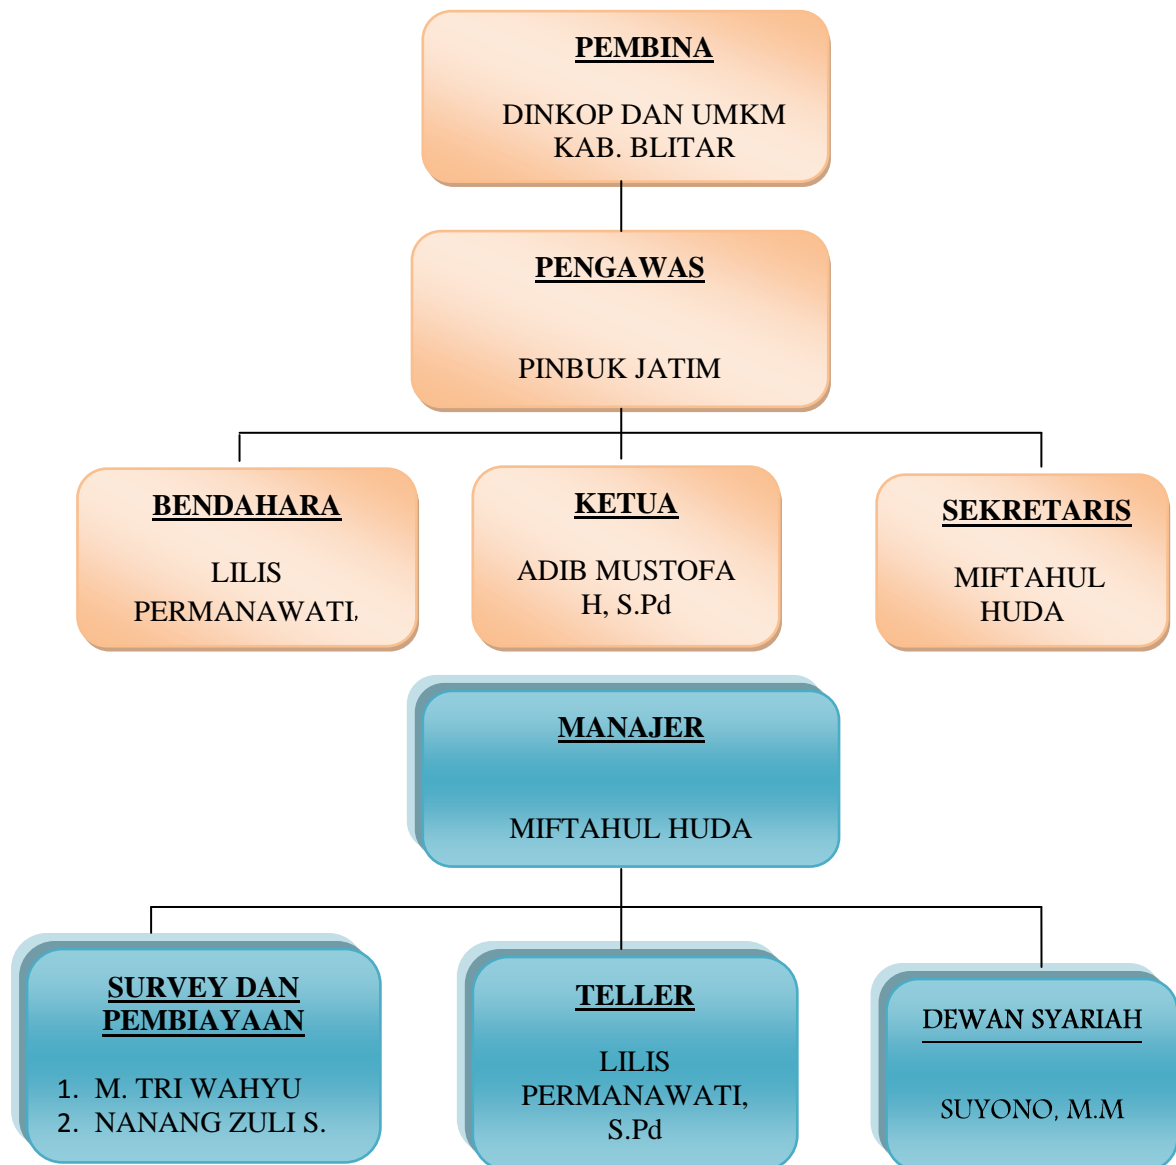 PEMBINA
DINKOP DAN UMKM
KAB. BLITAR
PENGAWAS
PINBUK JATIM
BENDAHARA
LILIS
PERMANAWATI,
KETUA
ADIB MUSTOFA
H, S.Pd
SEKRETARIS
MIFTAHUL
HUDA
MANAJER
MIFTAHUL HUDA
SURVEY DAN
PEMBIAYAAN
1. M. TRI WAHYU
2. NANANG ZULI S.
TELLER
LILIS
PERMANAWATI,
S.Pd
DEWAN SYARIAH
SUYONO, M.M